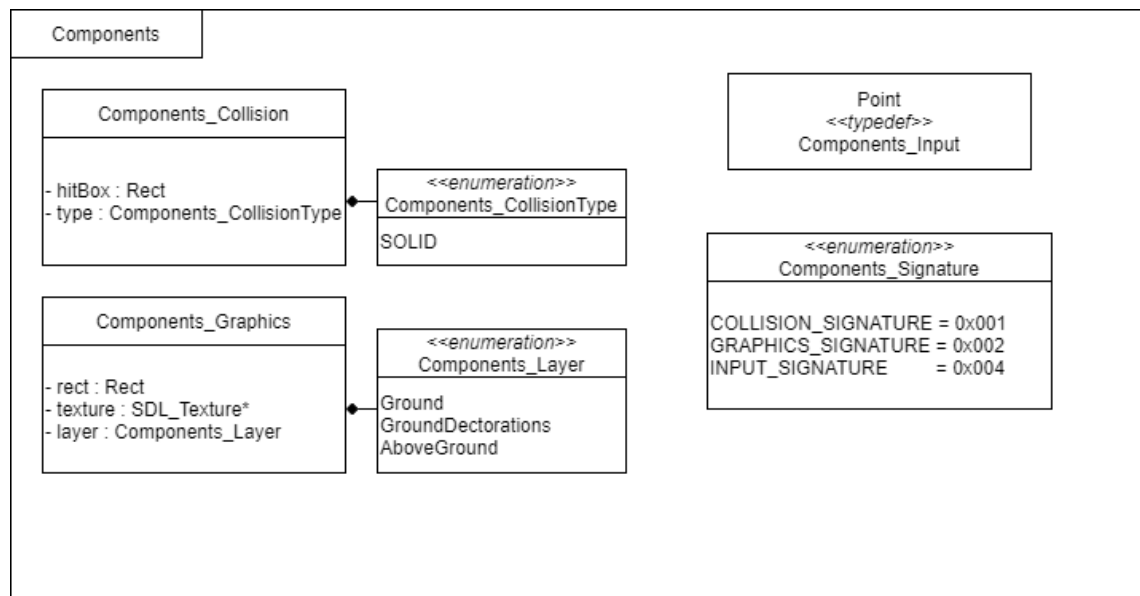 Components
Components_Collision
- hitBox : Rect
- type : Components_CollisionType
<<enumeration>>
Components_CollisionType
SOLID
Components_Graphics
- rect : Rect
- texture : SDL_Texture*
- layer : Components_Layer
<<enumeration>>
Components_Layer
Ground
GroundDectorations
AboveGround
Point
<<typedef>>
Components_Input
<<enumeration>>
Components_Signature
COLLISION_SIGNATURE = 0x001
GRAPHICS_SIGNATURE = 0x002
INPUT_SIGNATURE = 0x004